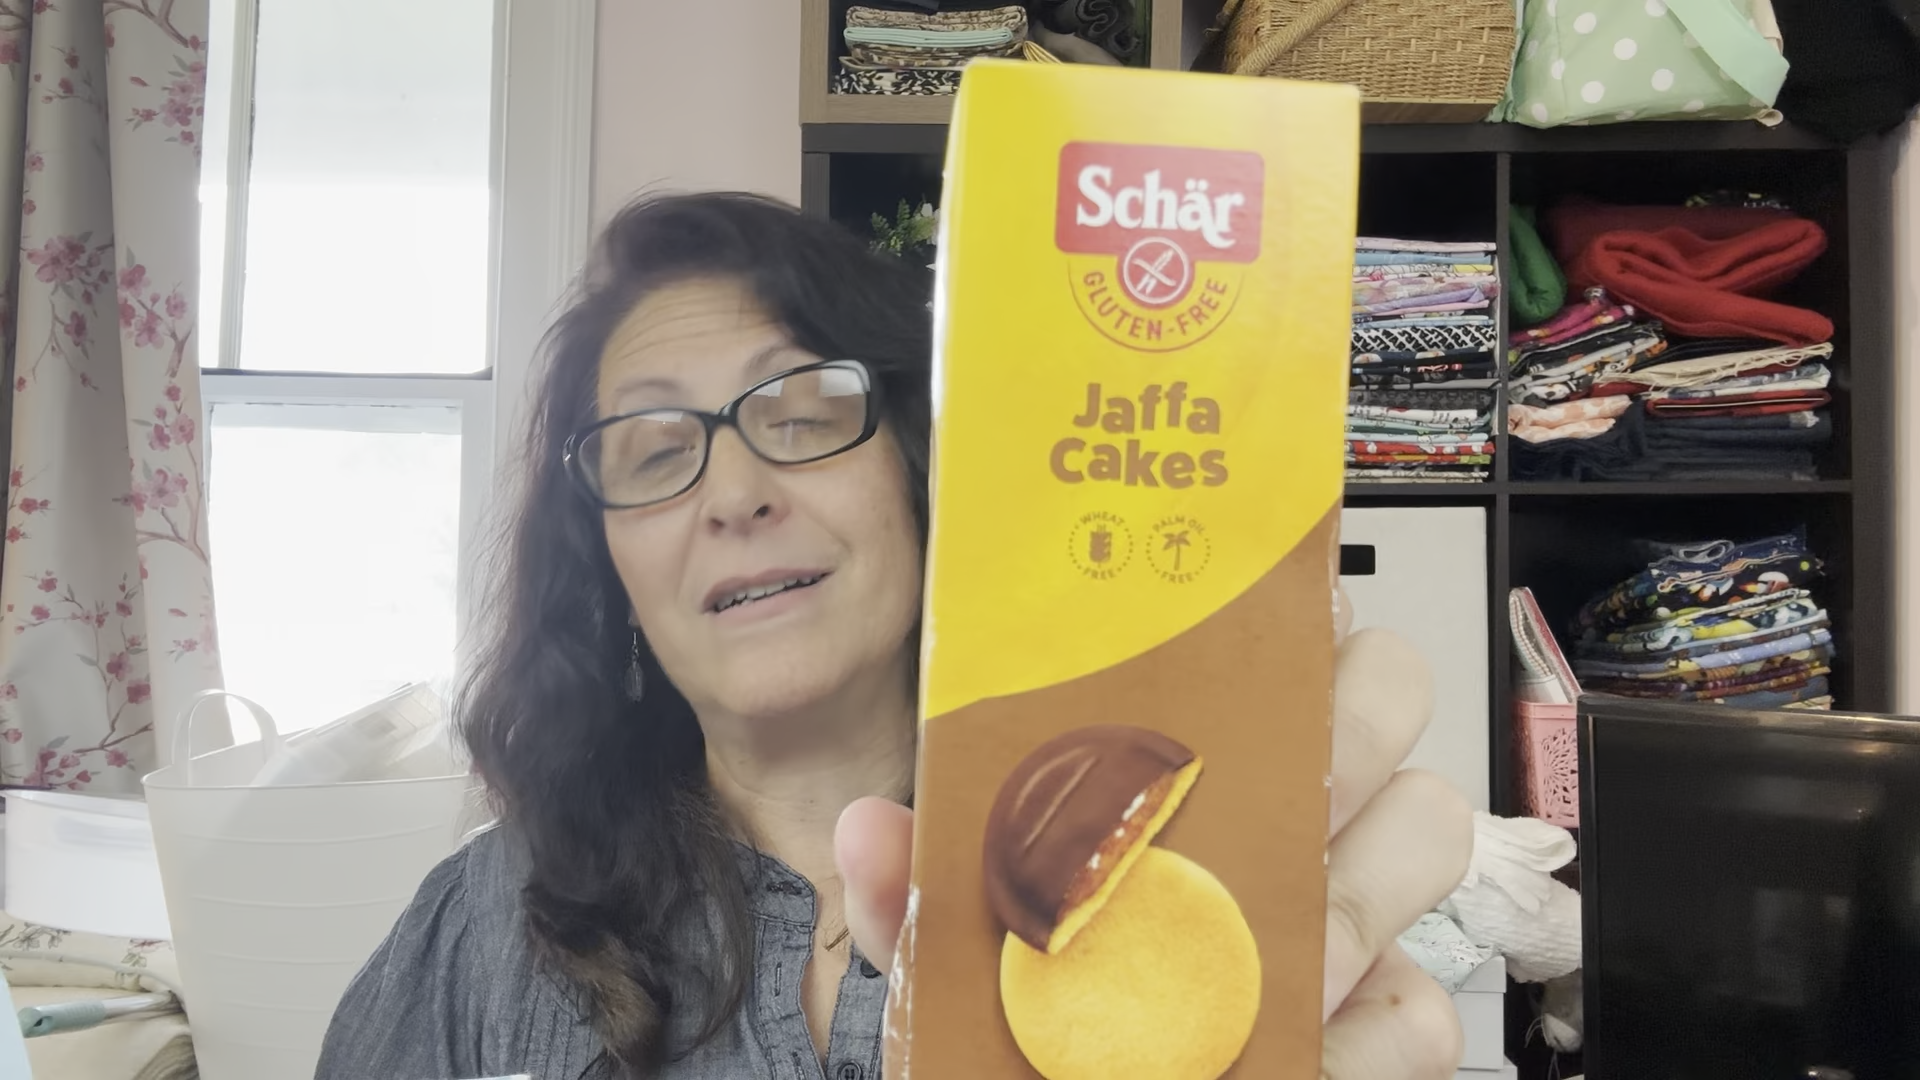 Schär
GLUTEN-FREE
Jaffa
Cakes
WHEAT
FREE
PALM OIL
FREE